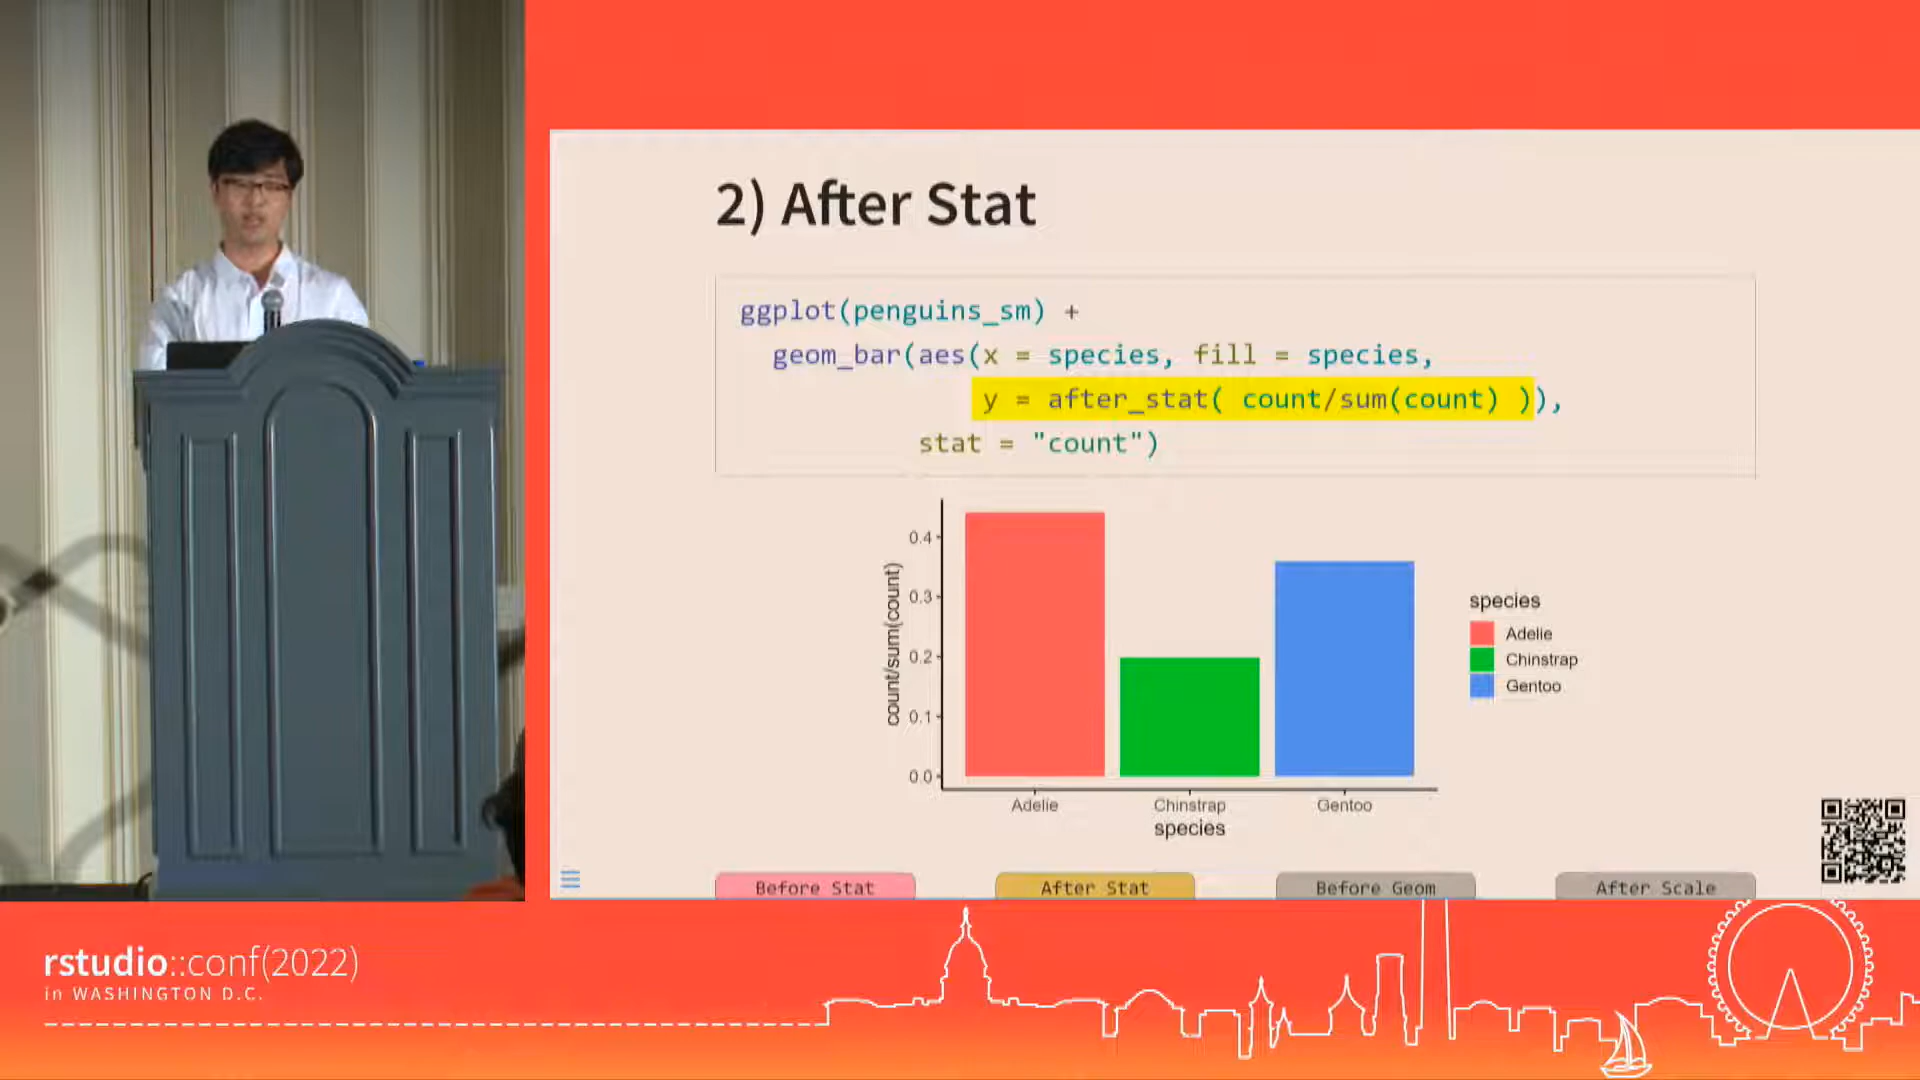 2) After Stat
ggplot(penguins_sm) +
geom_bar(aes(x = species, fill = species,
y = after_stat( count/sum(count) )),
stat = "count")
count/sum(count)
0.4
0.3
0.2
0.1
0.0
Adelie Chinstrap Gentoo
species
species
Adelie
Chinstrap
Gentoo
Before Stat After Stat Before Geom After Scale
rstudio::conf(2022)
in WASHINGTON D.C.